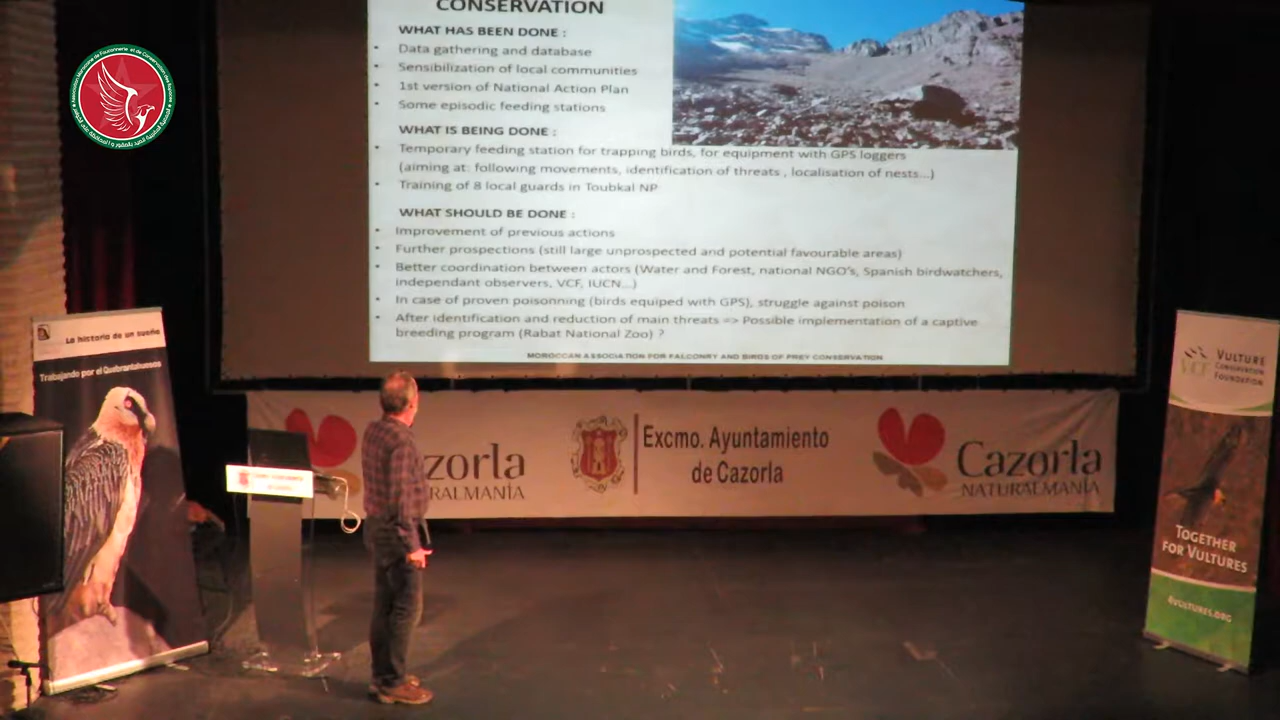 CONSERVATION
WHAT HAS BEEN DONE :
• Data gathering and database
• Sensibilization of local communities
• 1st version of National Action Plan
• Some episodic feeding stations
WHAT IS BEING DONE :
• Temporary feeding station for trapping birds, for equipment with GPS loggers
(aiming at: following movements, identification of threats , localisation of nests...)
• Training of 8 local guards in Toubkal NP
WHAT SHOULD BE DONE :
• Improvement of previous actions
• Further prospections (still large unprospected and potential favourable areas)
• Better coordination between actors (Water and Forest, national NGO's, Spanish birdwatchers,
independant observers, VCF, IUCN...)
• In case of proven poisonning (birds equiped with GPS), struggle against poison
• After identification and reduction of main threats => Possible implementation of a captive
breeding program (Rabat National Zoo) ?
MOROCCAN ASSOCIATION FOR FALCONRY AND BIRDS OF PREY CONSERVATION
La historia de un sueño
Trabajando por el Quebrantahuesos
zorla
RALMANÍA
Excmo. Ayuntamiento
de Cazorla
Cazorla
NATURALMANÍA
VCF
VULTURE
CONSERVATION
FOUNDATION
TOGETHER
FOR VULTURES
4VULTURES.ORG